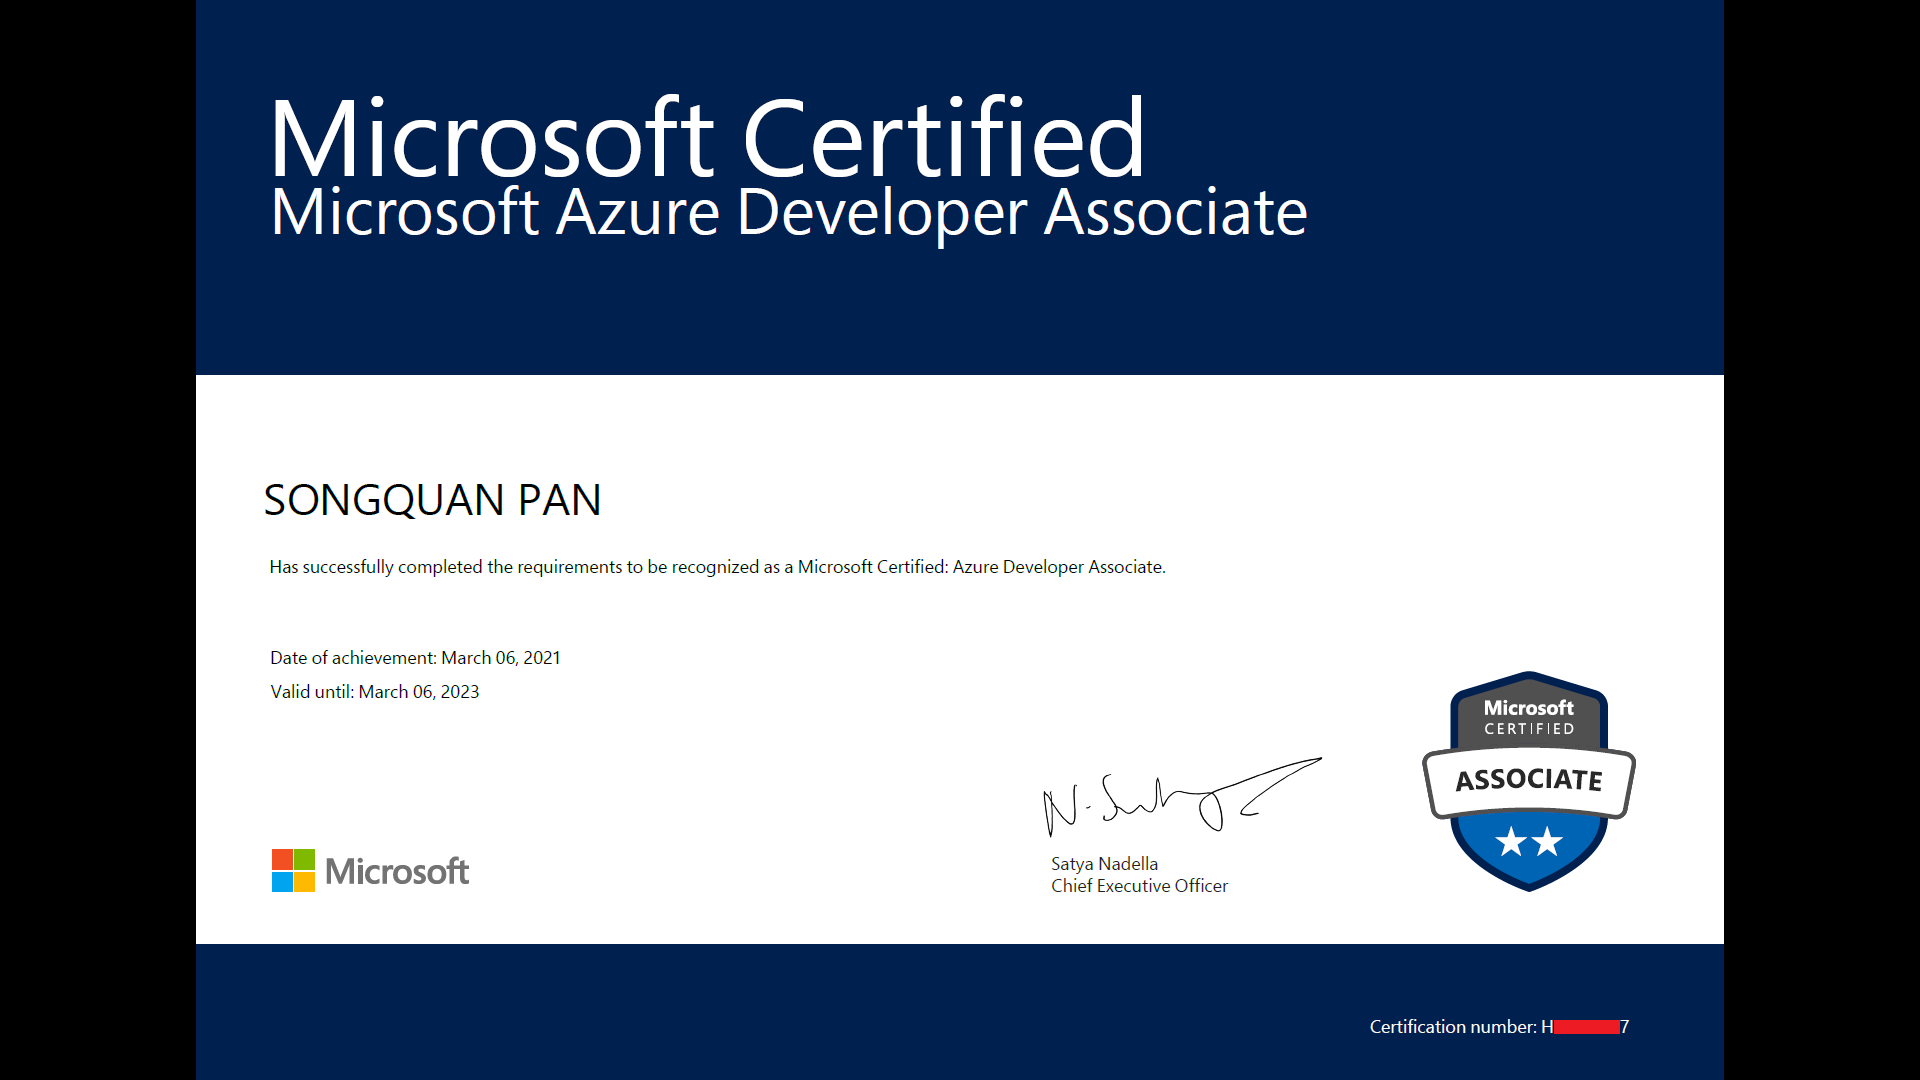 Microsoft Certified
Microsoft Azure Developer Associate
SONGQUAN PAN
Has successfully completed the requirements to be recognized as a Microsoft Certified: Azure Developer Associate.
Date of achievement: March 06, 2021
Valid until: March 06, 2023
Microsoft
CERTIFIED
ASSOCIATE
N. Satya
Satya Nadella
Chief Executive Officer
Microsoft
Certification number: H 7